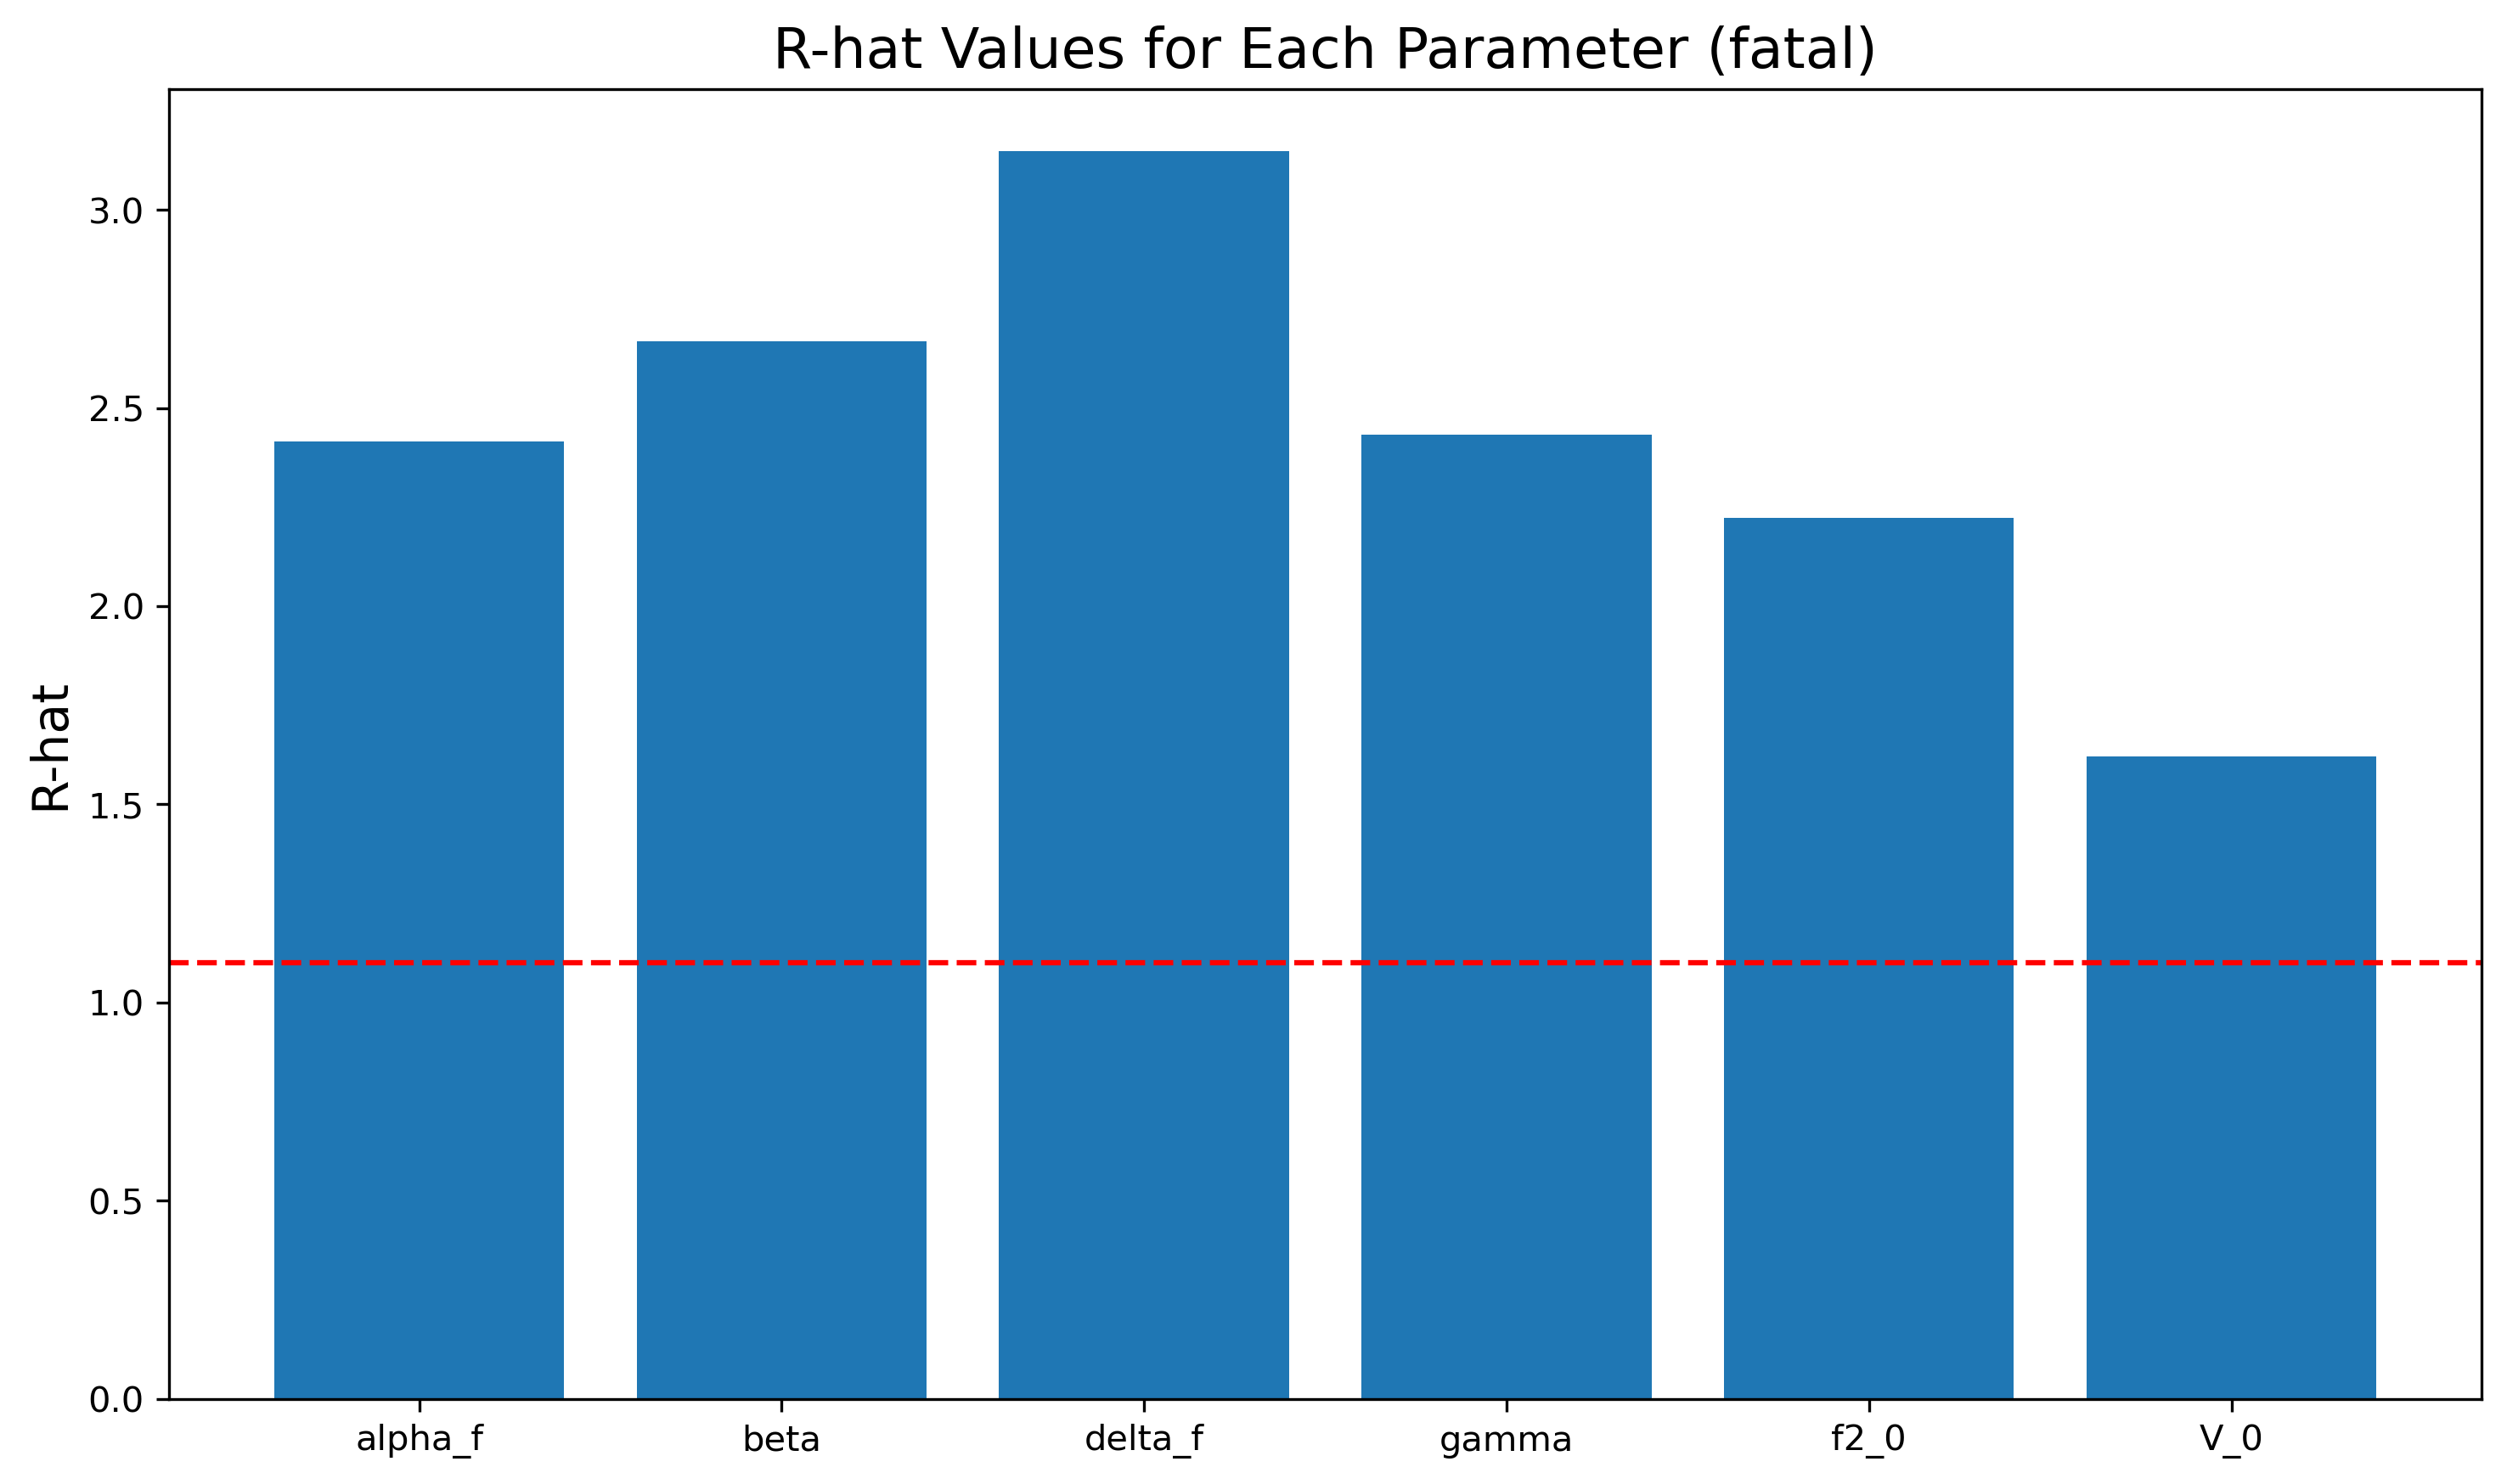 R-hat Values for Each Parameter (fatal)
R-hat
3.0
2.5
2.0
1.5
1.0
0.5
0.0
alpha_f beta delta_f gamma f2_0 V_0